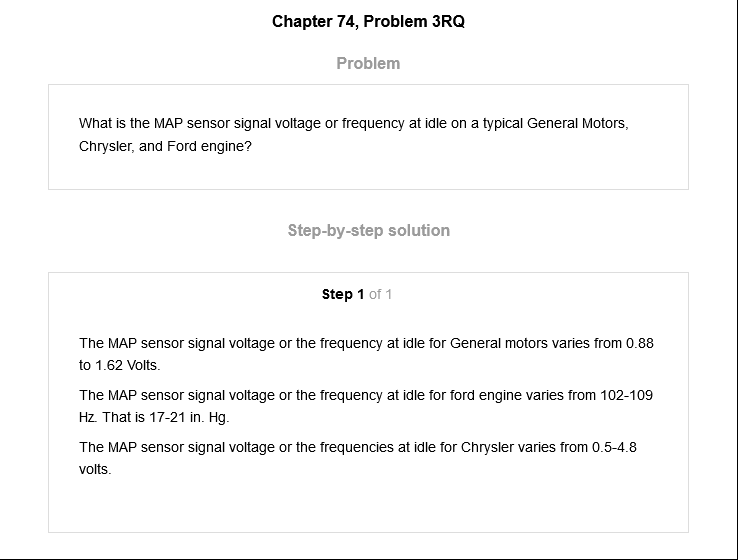 Chapter 74, Problem 3RQ
Problem
What is the MAP sensor signal voltage or frequency at idle on a typical General Motors,
Chrysler, and Ford engine?
Step-by-step solution
Step 1 of 1
The MAP sensor signal voltage or the frequency at idle for General motors varies from 0.88
to 1.62 Volts.
The MAP sensor signal voltage or the frequency at idle for ford engine varies from 102-109
Hz. That is 17-21 in. Hg.
The MAP sensor signal voltage or the frequencies at idle for Chrysler varies from 0.5-4.8
volts.